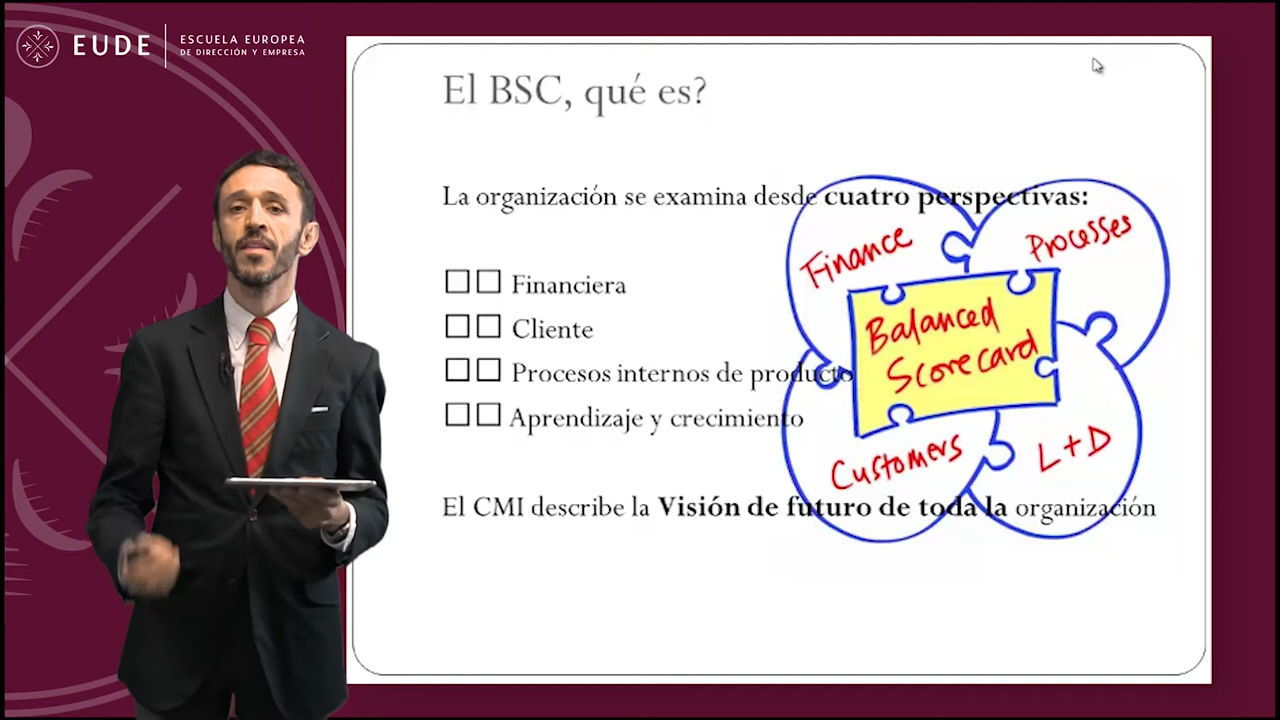 EUDE
ESCUELA EUROPEA
DE DIRECCIÓN Y EMPRESA
El BSC, qué es?
La organización se examina desde cuatro perspectivas:
Financiera
Cliente
Procesos internos de producto
Aprendizaje y crecimiento
El CMI describe la Visión de futuro de toda la organización
Finance
Processes
Balanced
Scorecard
Customers
L+D